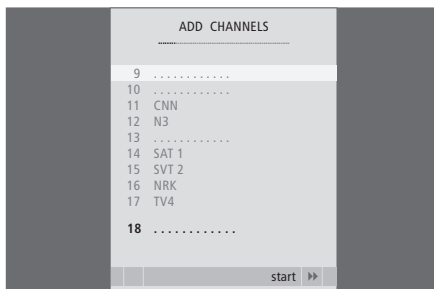 ADD CHANNELS
9 ............
10 ............
11 CNN
12 N3
13 ............
14 SAT 1
15 SVT 2
16 NRK
17 TV4
18 ............
start